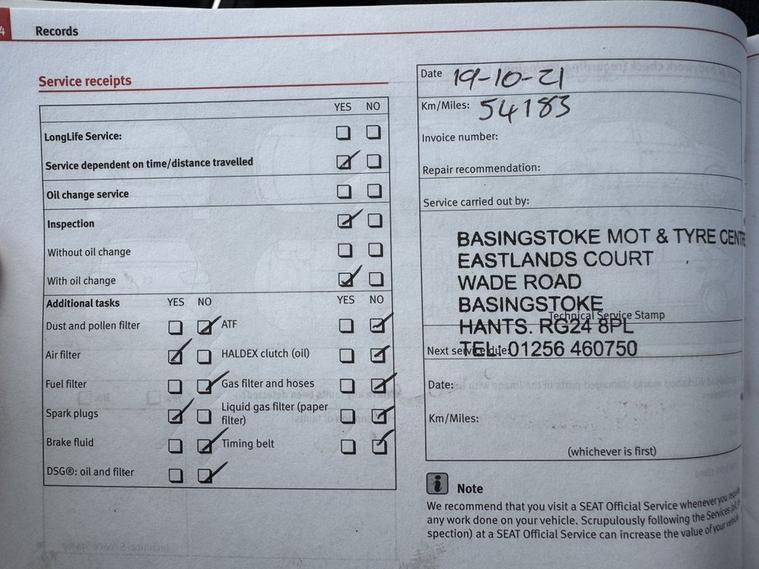 4 Records
Service receipts
YES NO
LongLife Service:
Service dependent on time/distance travelled
Oil change service
Inspection
Without oil change
With oil change
Additional tasks YES NO YES NO
Dust and pollen filter ATF
Air filter HALDEX clutch (oil)
Fuel filter Gas filter and hoses
Spark plugs Liquid gas filter (paper
filter)
Brake fluid Timing belt
DSG®: oil and filter
Date 19-10-21
Km/Miles: 54183
Invoice number:
Repair recommendation:
Service carried out by:
BASINGSTOKE MOT & TYRE CENT
EASTLANDS COURT
WADE ROAD
BASINGSTOKE
Technical Service Stamp
HANTS. RG24 8PL
Next service due:
TEL: 01256 460750
Date:
Km/Miles:
(whichever is first)
i Note
We recommend that you visit a SEAT Official Service whenever you
any work done on your vehicle. Scrupulously following the Services
spection) at a SEAT Official Service can increase the value of your vehicle